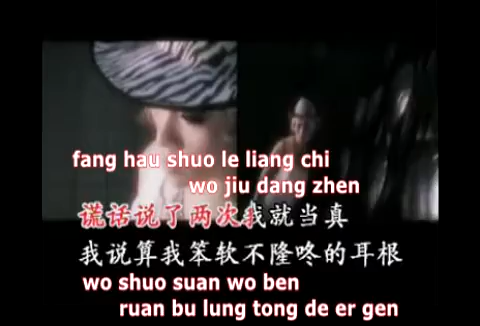 fang hau shuo le liang chi
wo jiu dang zhen
谎话说了两次我就当真
我说算我笨软不隆咚的耳根
wo shuo suan wo ben
ruan bu lung tong de er gen